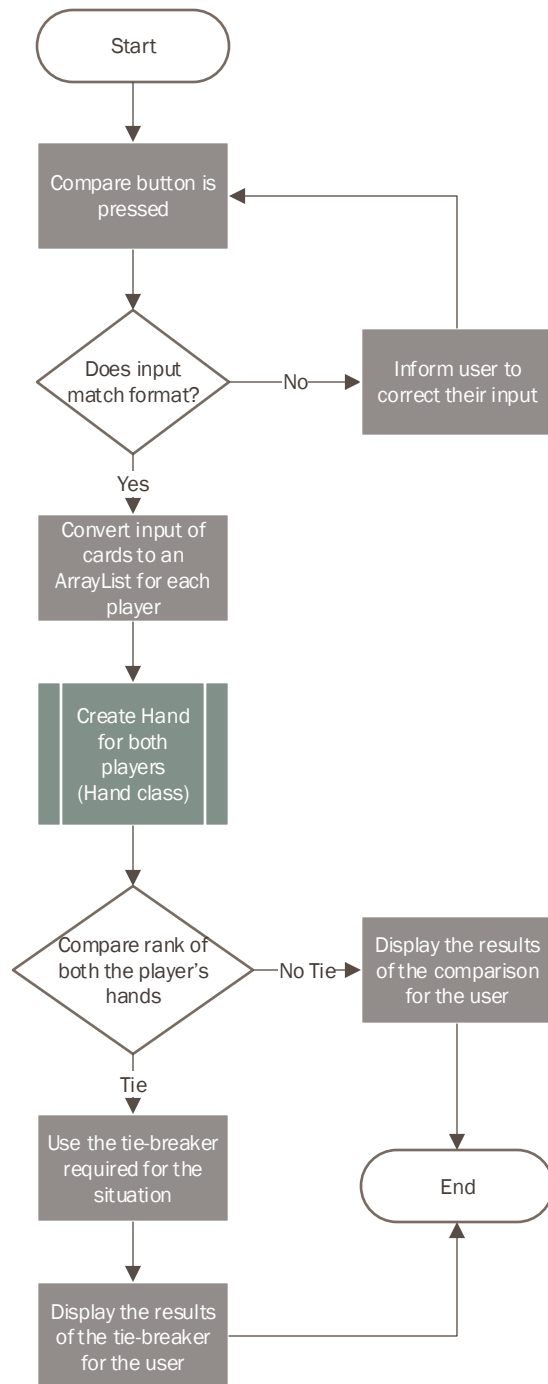 Start
Compare button is
pressed
Does input
match format?
No
Inform user to
correct their input
Yes
Convert input of
cards to an
ArrayList for each
player
Create Hand
for both
players
(Hand class)
Compare rank of
both the player's
hands
No Tie
Display the results
of the comparison
for the user
Tie
Use the tie-breaker
required for the
situation
End
Display the results
of the tie-breaker
for the user